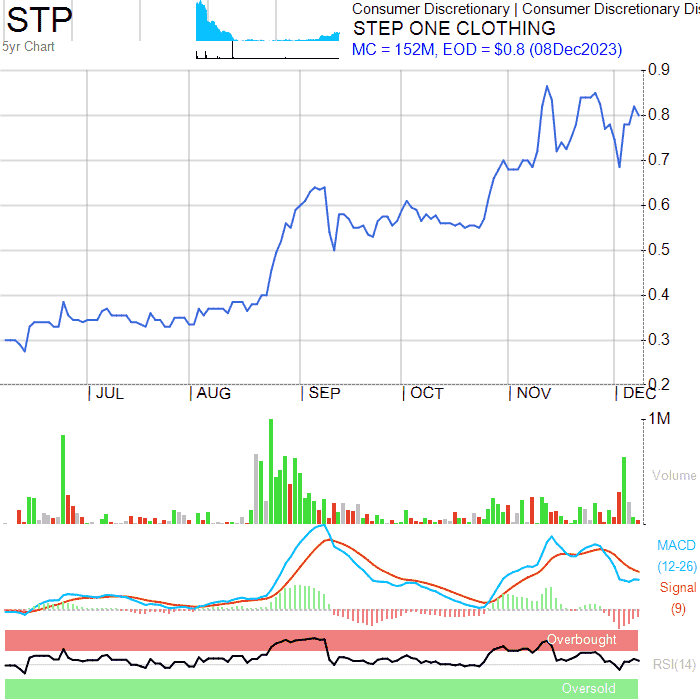 STP
5yr Chart
Consumer Discretionary | Consumer Discretionary Dis
STEP ONE CLOTHING
MC = 152M, EOD = $0.8 (08Dec2023)
0.9
0.8
0.7
0.6
0.5
0.4
0.3
0.2
JUL AUG SEP OCT NOV DEC
1M
Volume
MACD
(12-26)
Signal
(9)
Overbought
RSI(14)
Oversold